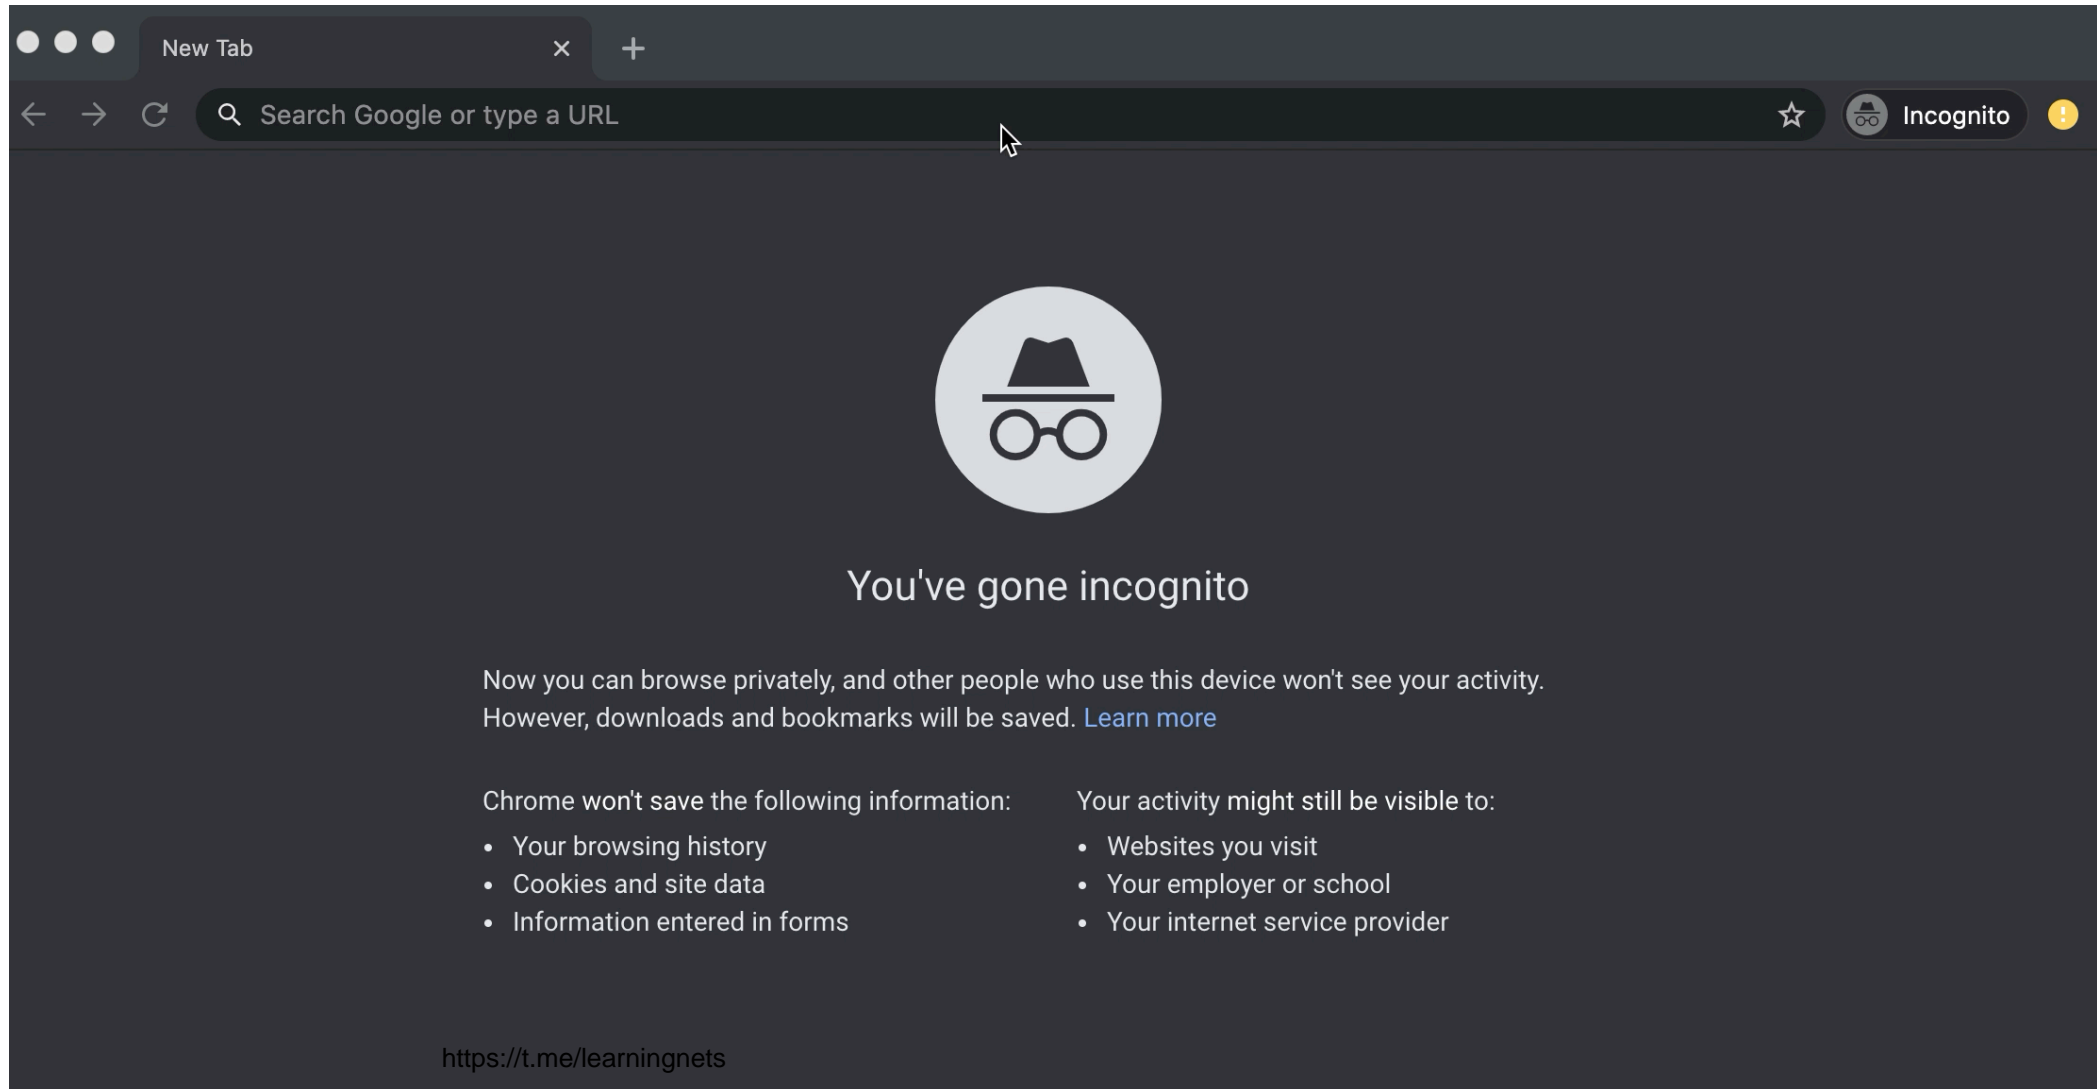 New Tab
Search Google or type a URL
Incognito
You've gone incognito
Now you can browse privately, and other people who use this device won't see your activity.
However, downloads and bookmarks will be saved. Learn more
Chrome won't save the following information:
Your browsing history
Cookies and site data
Information entered in forms
Your activity might still be visible to:
Websites you visit
Your employer or school
Your internet service provider
https://t.me/learningnets